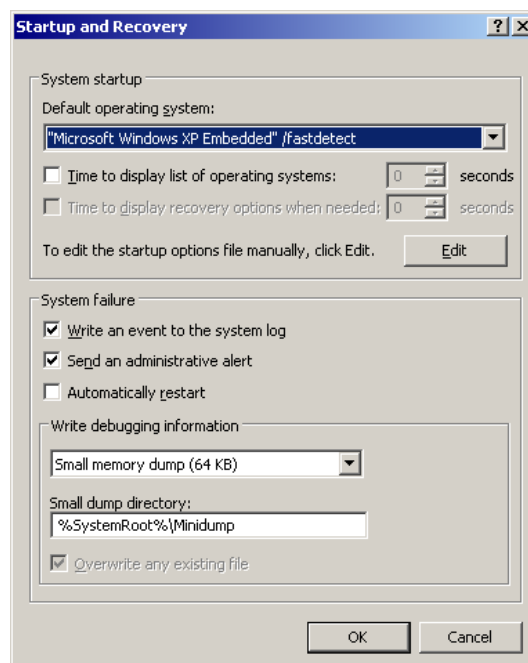 Startup and Recovery
System startup
Default operating system:
"Microsoft Windows XP Embedded" /fastdetect
Time to display list of operating systems: 0 seconds
Time to display recovery options when needed: 0 seconds
To edit the startup options file manually, click Edit. Edit
System failure
Write an event to the system log
Send an administrative alert
Automatically restart
Write debugging information
Small memory dump (64 KB)
Small dump directory:
%SystemRoot%\Minidump
Overwrite any existing file
OK Cancel